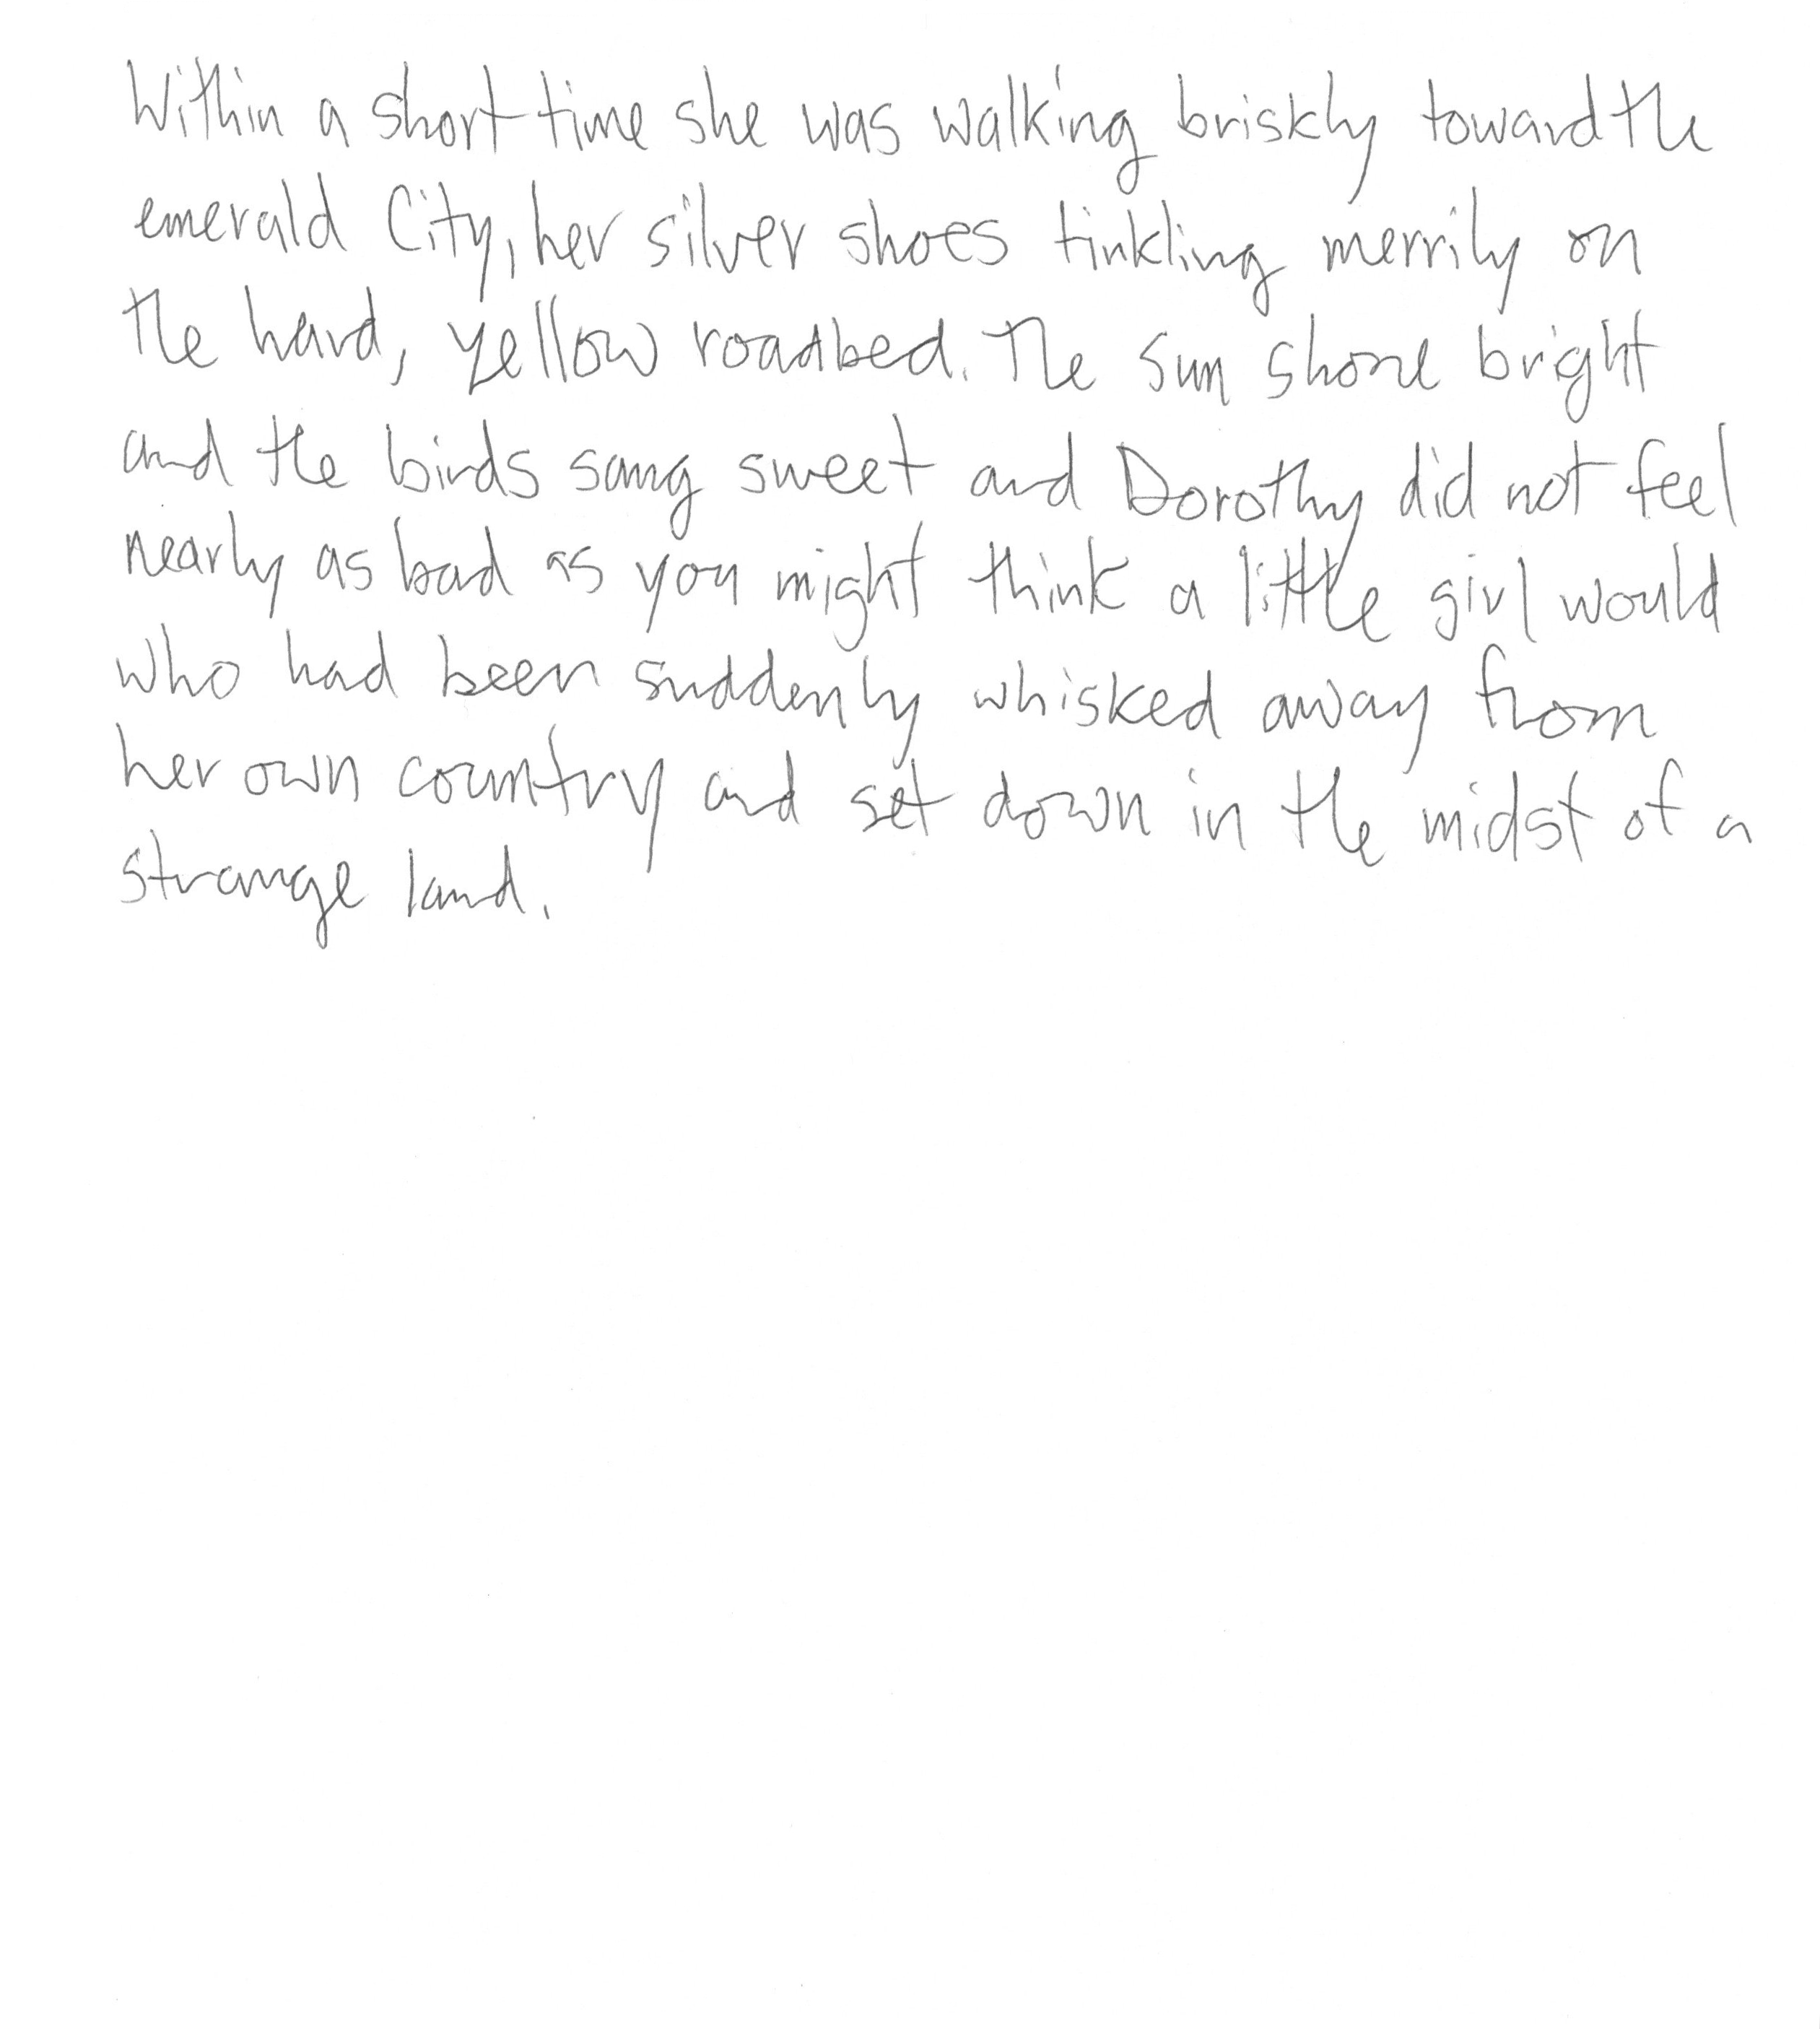 Within a short time she was walking briskly toward the
emerald City, her silver shoes tinkling merrily on
the hard, yellow roadbed. The sun shone bright
and the birds sang sweet and Dorothy did not feel
nearly as bad as you might think a little girl would
who had been suddenly whisked away from
her own country and set down in the midst of a
strange land.